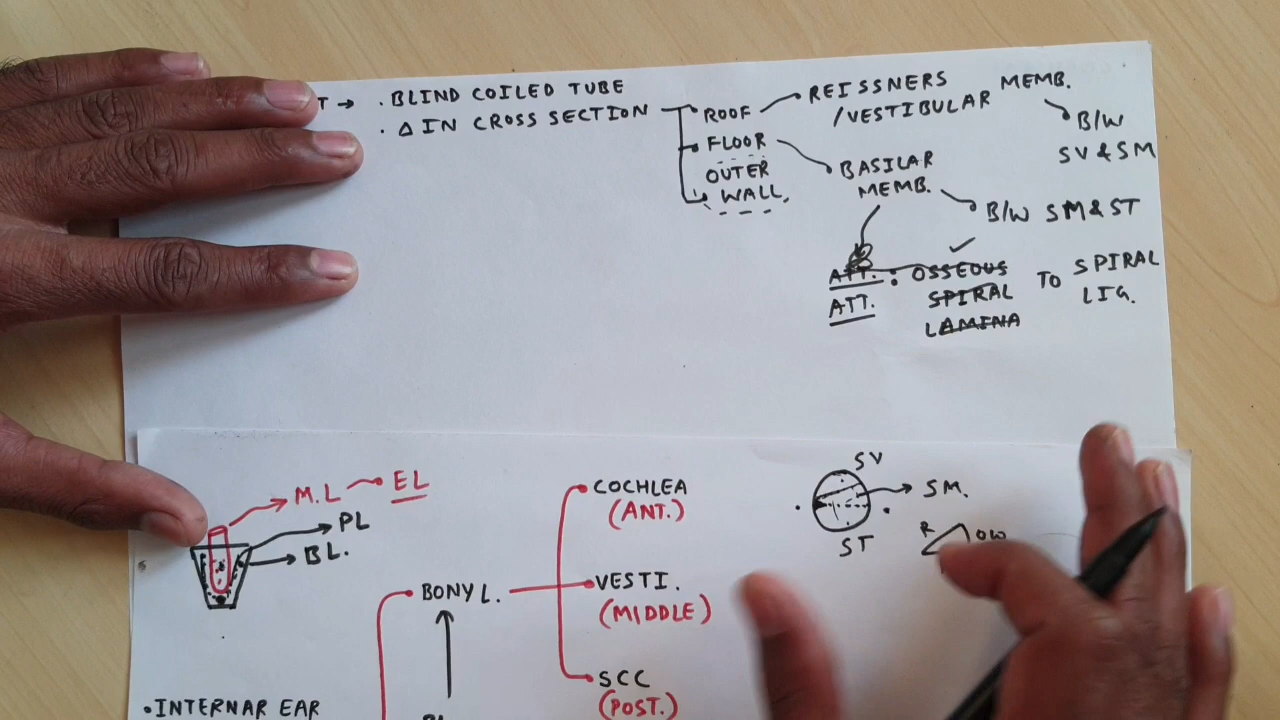 T → . BLIND COILED TUBE
. Δ IN CROSS SECTION
ROOF
REISSNERS
/VESTIBULAR MEMB.
B/W
SV & SM
FLOOR
BASILAR
MEMB.
B/W SM & ST
OUTER
WALL
ATT. : OSSEOUS
SPIRAL
LAMINA
TO SPIRAL
LIG.
ATT.
M.L
EL
PL
BL.
BONY L.
COCHLEA
(ANT.)
VESTI.
(MIDDLE)
SCC
(POST.)
SV
SM.
ST
R
OW
• INTERNAR EAR